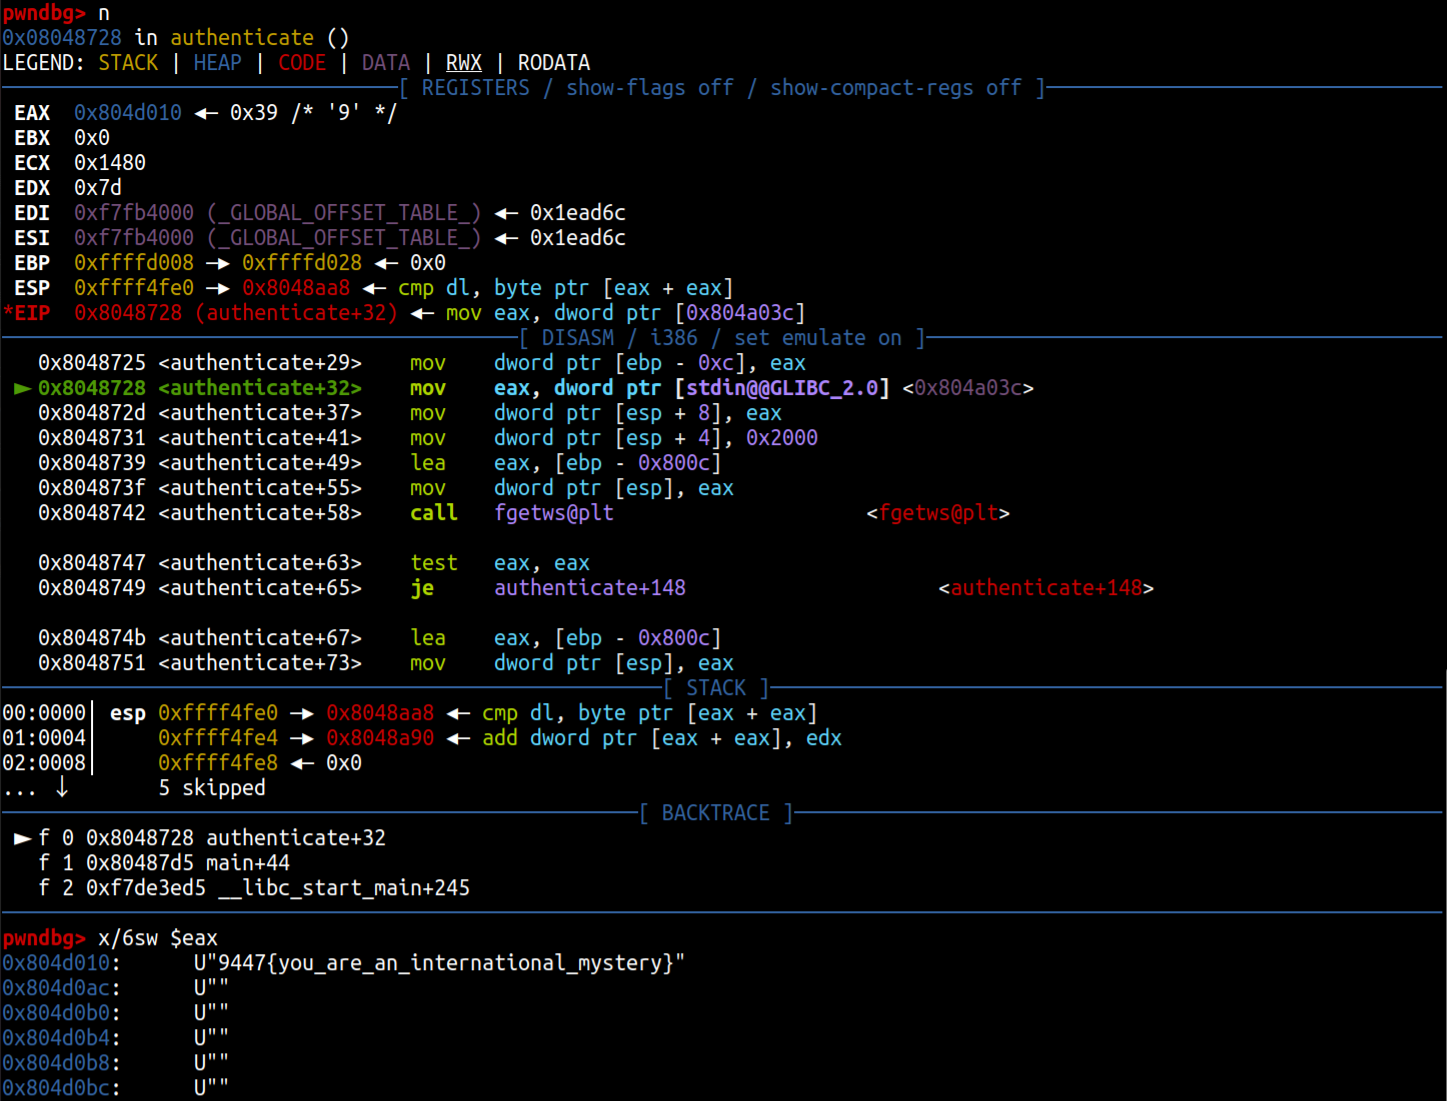 pwndbg> n
0x08048728 in authenticate ()
LEGEND: STACK | HEAP | CODE | DATA | RWX | RODATA
[ REGISTERS / show-flags off / show-compact-regs off ]
EAX  0x804d010 ◂— 0x39 /* '9' */
EBX  0x0
ECX  0x1480
EDX  0x7d
EDI  0xf7fb4000 (_GLOBAL_OFFSET_TABLE_) ◂— 0x1ead6c
ESI  0xf7fb4000 (_GLOBAL_OFFSET_TABLE_) ◂— 0x1ead6c
EBP  0xffffd008 —▸ 0xffffd028 ◂— 0x0
ESP  0xffff4fe0 —▸ 0x8048aa8 ◂— cmp dl, byte ptr [eax + eax]
*EIP  0x8048728 (authenticate+32) ◂— mov eax, dword ptr [0x804a03c]
[ DISASM / i386 / set emulate on ]
0x8048725 <authenticate+29>    mov    dword ptr [ebp - 0xc], eax
► 0x8048728 <authenticate+32>    mov    eax, dword ptr [stdin@@GLIBC_2.0] <0x804a03c>
0x804872d <authenticate+37>    mov    dword ptr [esp + 8], eax
0x8048731 <authenticate+41>    mov    dword ptr [esp + 4], 0x2000
0x8048739 <authenticate+49>    lea    eax, [ebp - 0x800c]
0x804873f <authenticate+55>    mov    dword ptr [esp], eax
0x8048742 <authenticate+58>    call   fgetws@plt                     <fgetws@plt>
0x8048747 <authenticate+63>    test   eax, eax
0x8048749 <authenticate+65>    je     authenticate+148                     <authenticate+148>
0x804874b <authenticate+67>    lea    eax, [ebp - 0x800c]
0x8048751 <authenticate+73>    mov    dword ptr [esp], eax
[ STACK ]
00:0000│ esp 0xffff4fe0 —▸ 0x8048aa8 ◂— cmp dl, byte ptr [eax + eax]
01:0004│     0xffff4fe4 —▸ 0x8048a90 ◂— add dword ptr [eax + eax], edx
02:0008│     0xffff4fe8 ◂— 0x0
... ↓        5 skipped
[ BACKTRACE ]
► f 0 0x8048728 authenticate+32
f 1 0x80487d5 main+44
f 2 0xf7de3ed5 __libc_start_main+245
pwndbg> x/6sw $eax
0x804d010:      U"9447{you_are_an_international_mystery}"
0x804d0ac:      U""
0x804d0b0:      U""
0x804d0b4:      U""
0x804d0b8:      U""
0x804d0bc:      U""